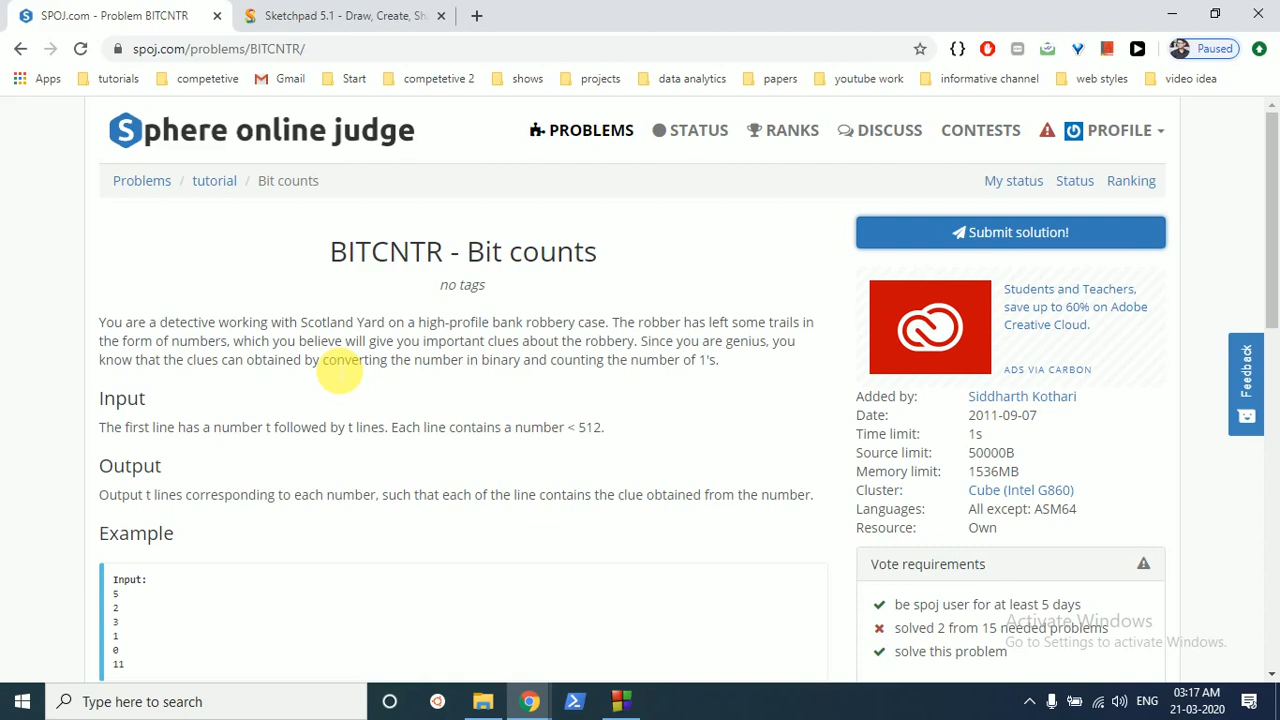 SPOJ.com - Problem BITCNTR
Sketchpad 5.1 - Draw, Create, Sh
spoj.com/problems/BITCNTR/
Paused
Apps
tutorials
competetive
Gmail
Start
competetive 2
shows
projects
data analytics
papers
youtube work
informative channel
web styles
video idea
Sphere online judge
PROBLEMS
STATUS
RANKS
DISCUSS
CONTESTS
PROFILE
Problems / tutorial / Bit counts
My status
Status
Ranking
BITCNTR - Bit counts
no tags
You are a detective working with Scotland Yard on a high-profile bank robbery case. The robber has left some trails in
the form of numbers, which you believe will give you important clues about the robbery. Since you are genius, you
know that the clues can obtained by converting the number in binary and counting the number of 1's.
Input
The first line has a number t followed by t lines. Each line contains a number < 512.
Output
Output t lines corresponding to each number, such that each of the line contains the clue obtained from the number.
Example
Input:
5
2
3
1
0
11
Submit solution!
Students and Teachers,
save up to 60% on Adobe
Creative Cloud.
ADS VIA CARBON
Added by: Siddharth Kothari
Date: 2011-09-07
Time limit: 1s
Source limit: 50000B
Memory limit: 1536MB
Cluster: Cube (Intel G860)
Languages: All except: ASM64
Resource: Own
Vote requirements
be spoj user for at least 5 days
solved 2 from 15 needed problems
solve this problem
Feedback
Activate Windows
Go to Settings to activate Windows.
Type here to search
ENG
03:17 AM
21-03-2020